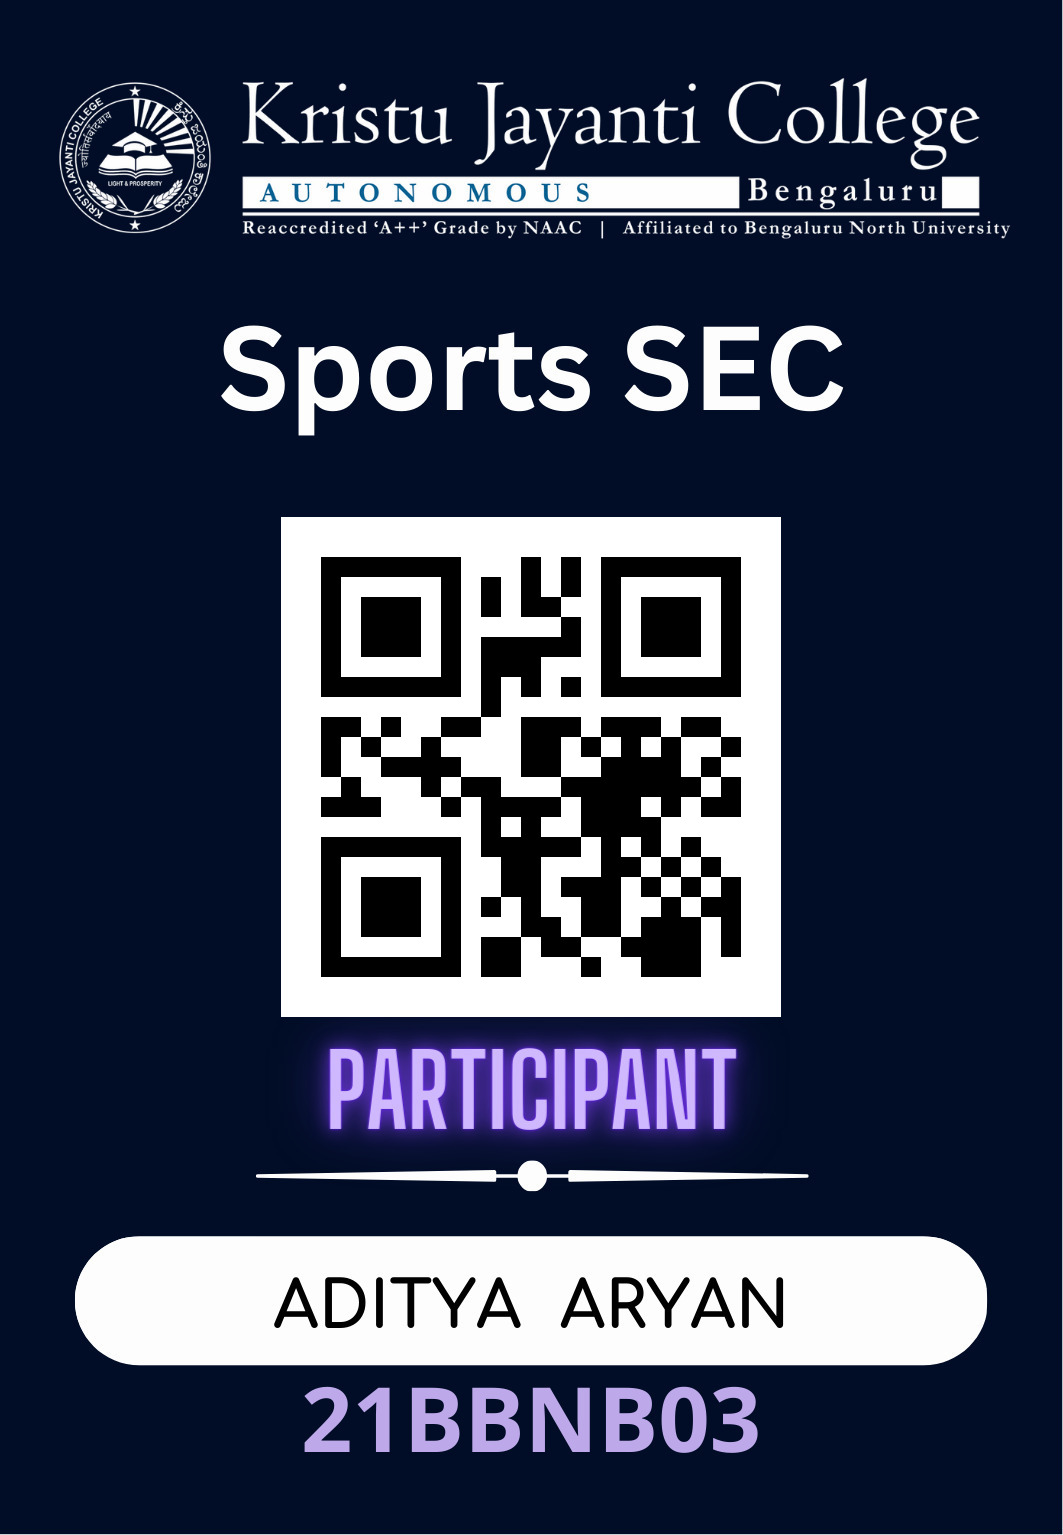 KRISTU JAYANTI COLLEGE
LIGHT & PROSPERITY
Kristu Jayanti College
AUTONOMOUS Bengaluru
Reaccredited ‘A++’ Grade by NAAC | Affiliated to Bengaluru North University
Sports SEC
PARTICIPANT
ADITYA ARYAN
21BBNB03